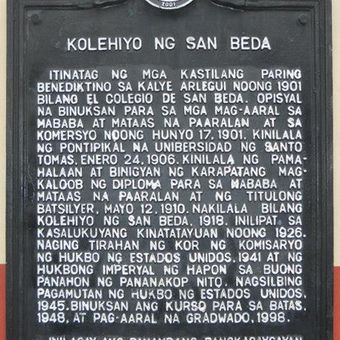 2001
KOLEHIYO NG SAN BEDA
ITINATAG NG MGA KASTILANG PARING
BENEDIKTINO SA KALYE ARLEGUI NOONG 1901
BILANG EL COLEGIO DE SAN BEDA. OPISYAL
NA BINUKSAN PARA SA MGA MAG-AARAL SA
MABABA AT MATAAS NA PAARALAN AT SA
KOMERSYO NOONG HUNYO 17, 1901. KINILALA
NG PONTIPIKAL NA UNIBERSIDAD NG SANTO
TOMAS, ENERO 24, 1906. KINILALA NG PAMA-
HALAAN AT BINIGYAN NG KARAPATANG MAG-
KALOOB NG DIPLOMA PARA SA MABABA AT
MATAAS NA PAARALAN AT NG TITULONG
BATSILYER, MAYO 12, 1910. NAKILALA BILANG
KOLEHIYO NG SAN BEDA, 1918. INILIPAT SA
KASALUKUYANG KINATATAYUAN NOONG 1926.
NAGING TIRAHAN NG KOR NG KOMISARYO
NG HUKBO NG ESTADOS UNIDOS, 1941 AT NG
HUKBONG IMPERYAL NG HAPON SA BUONG
PANAHON NG PANANAKOP NITO. NAGSILBING
PAGAMUTAN NG HUKBO NG ESTADOS UNIDOS,
1945. BINUKSAN ANG KURSO PARA SA BATAS,
1948, AT PAG-AARAL NA GRADWADO, 1998.